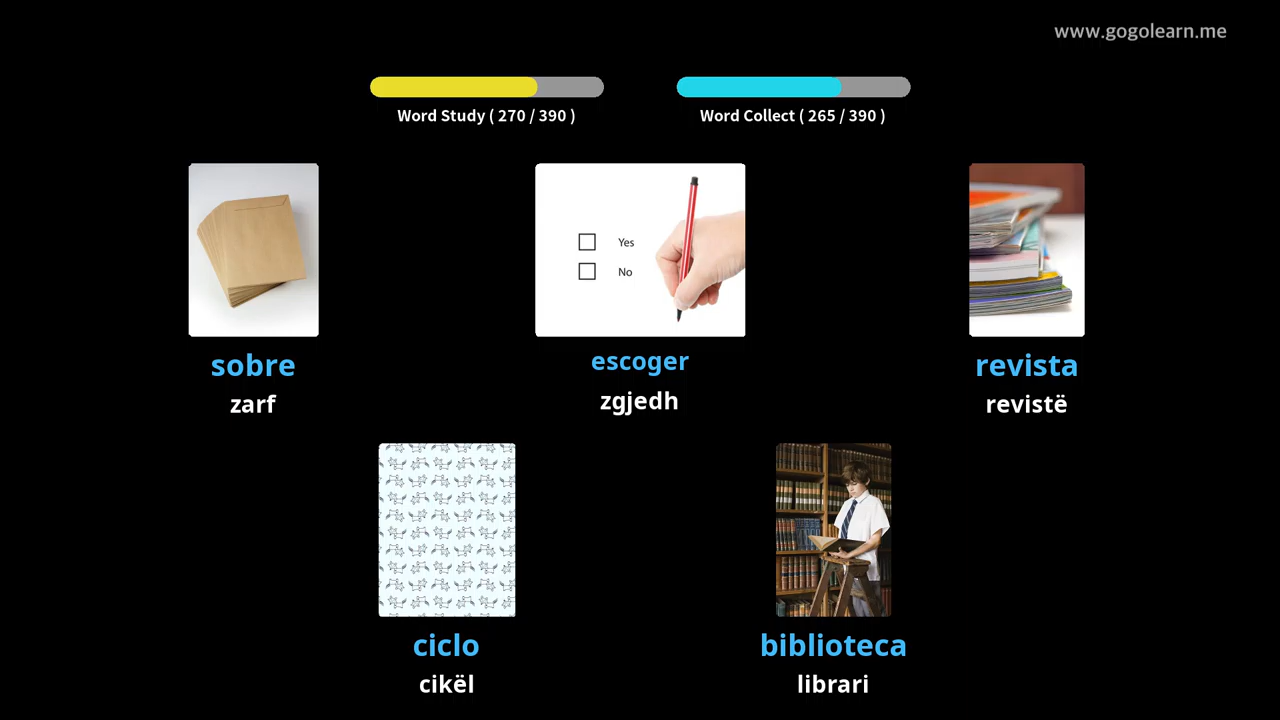 www.gogolearn.me
Word Study ( 270 / 390 )
Word Collect ( 265 / 390 )
Yes
No
sobre
escoger
revista
zarf
zgjedh
revistë
ciclo
biblioteca
cikël
librari